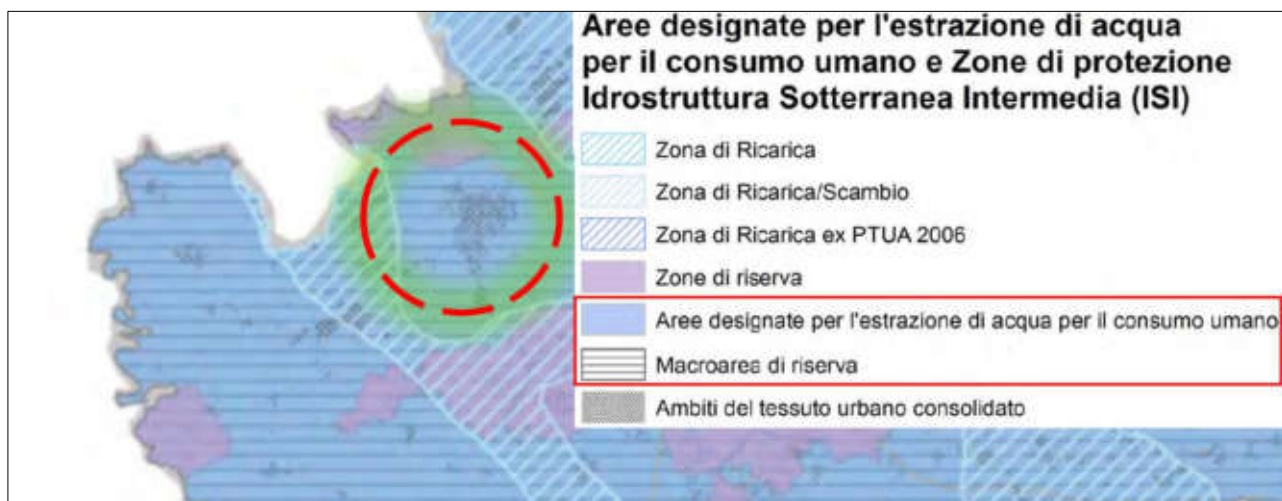 Aree designate per l'estrazione di acqua
per il consumo umano e Zone di protezione
Idrostruttura Sotterranea Intermedia (ISI)
Zona di Ricarica
Zona di Ricarica/Scambio
Zona di Ricarica ex PTUA 2006
Zone di riserva
Aree designate per l'estrazione di acqua per il consumo umano
Macroarea di riserva
Ambiti del tessuto urbano consolidato